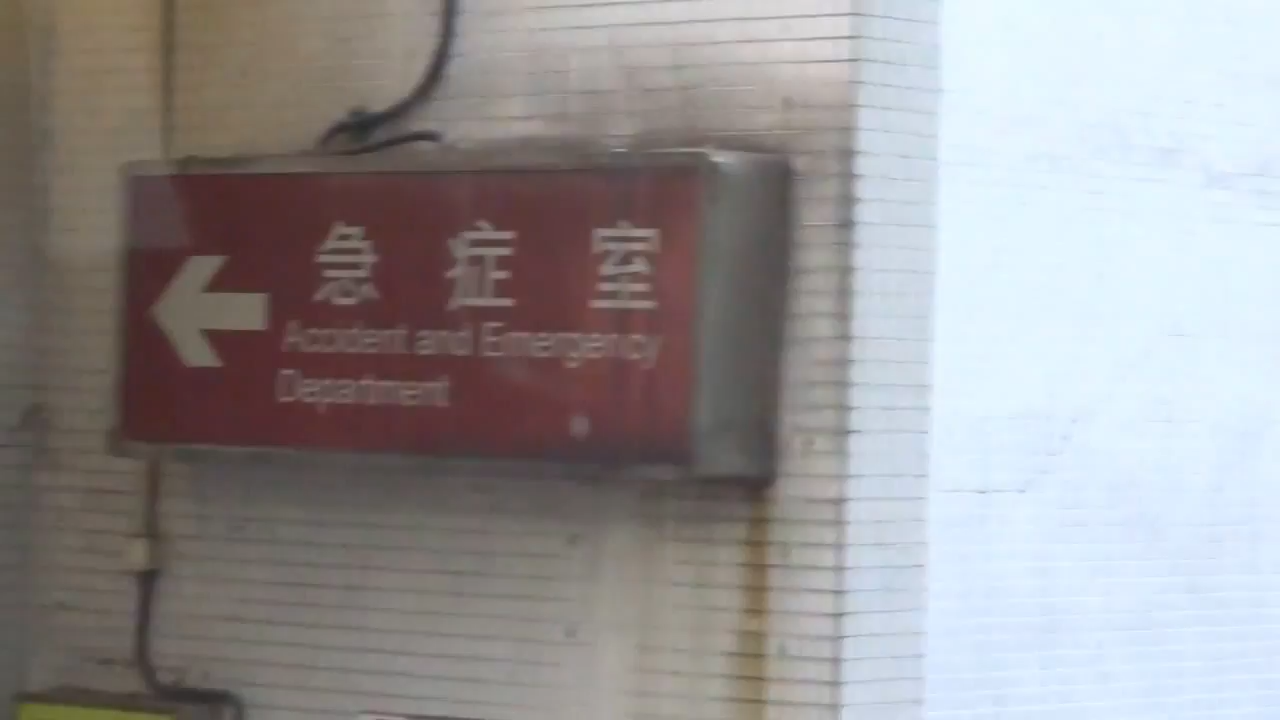 急症室
Accident and Emergency
Department